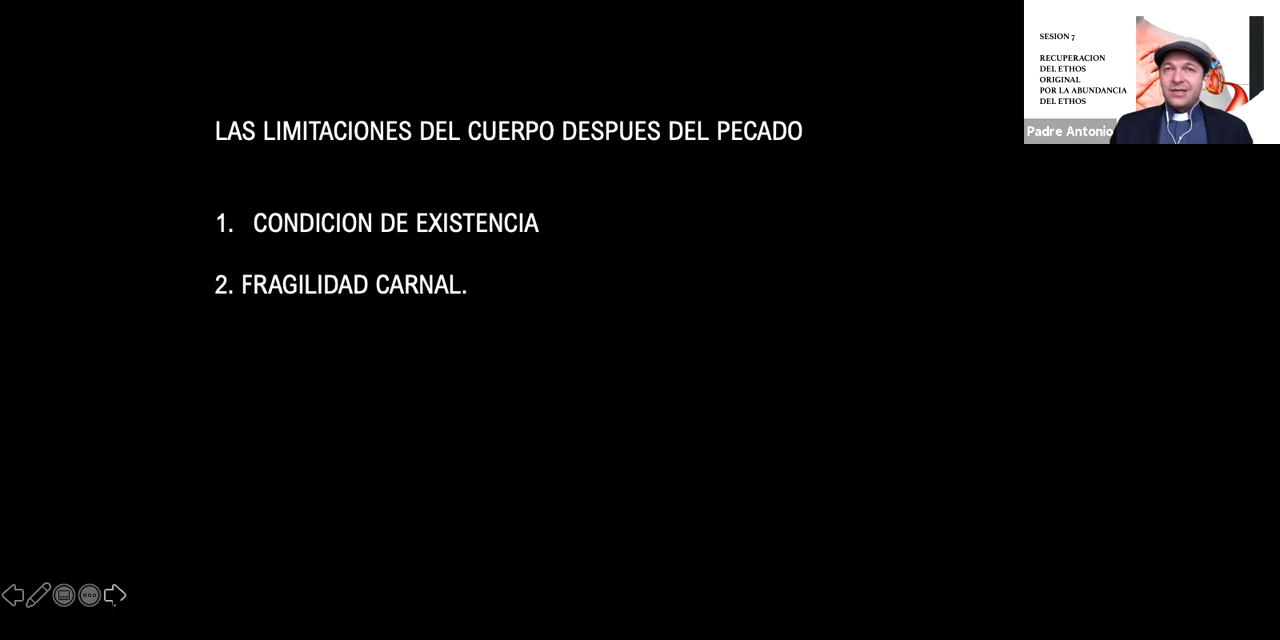 LAS LIMITACIONES DEL CUERPO DESPUES DEL PECADO
1. CONDICION DE EXISTENCIA
2. FRAGILIDAD CARNAL.
SESION 7
RECUPERACION
DEL ETHOS
ORIGINAL
POR LA ABUNDANCIA
DEL ETHOS
Padre Antonio